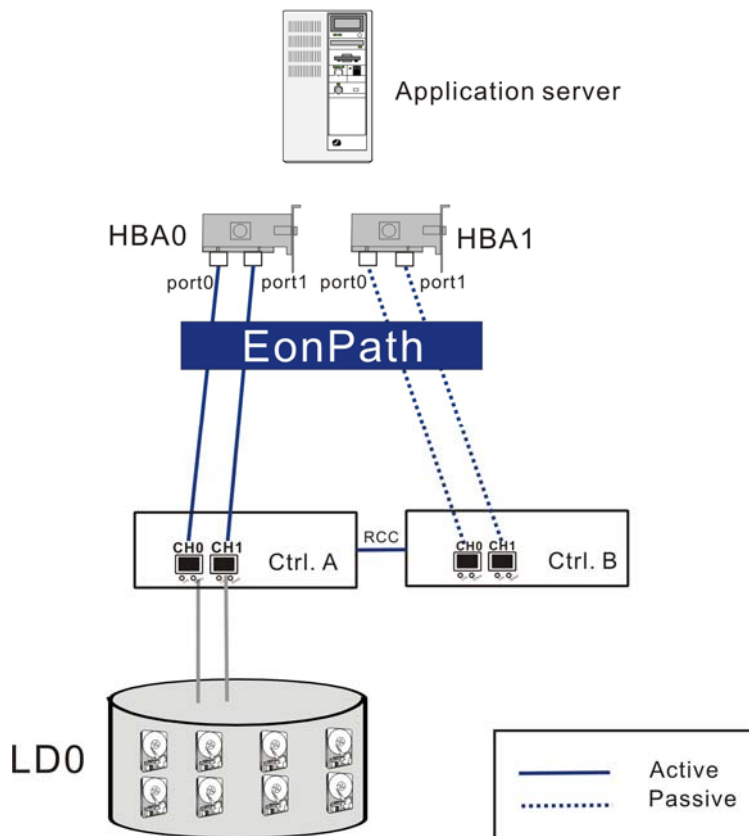 Application server
HBA0
HBA1
port0
port1
port0
port1
EonPath
CH0
CH1
Ctrl. A
RCC
CH0
CH1
Ctrl. B
LD0
Active
Passive